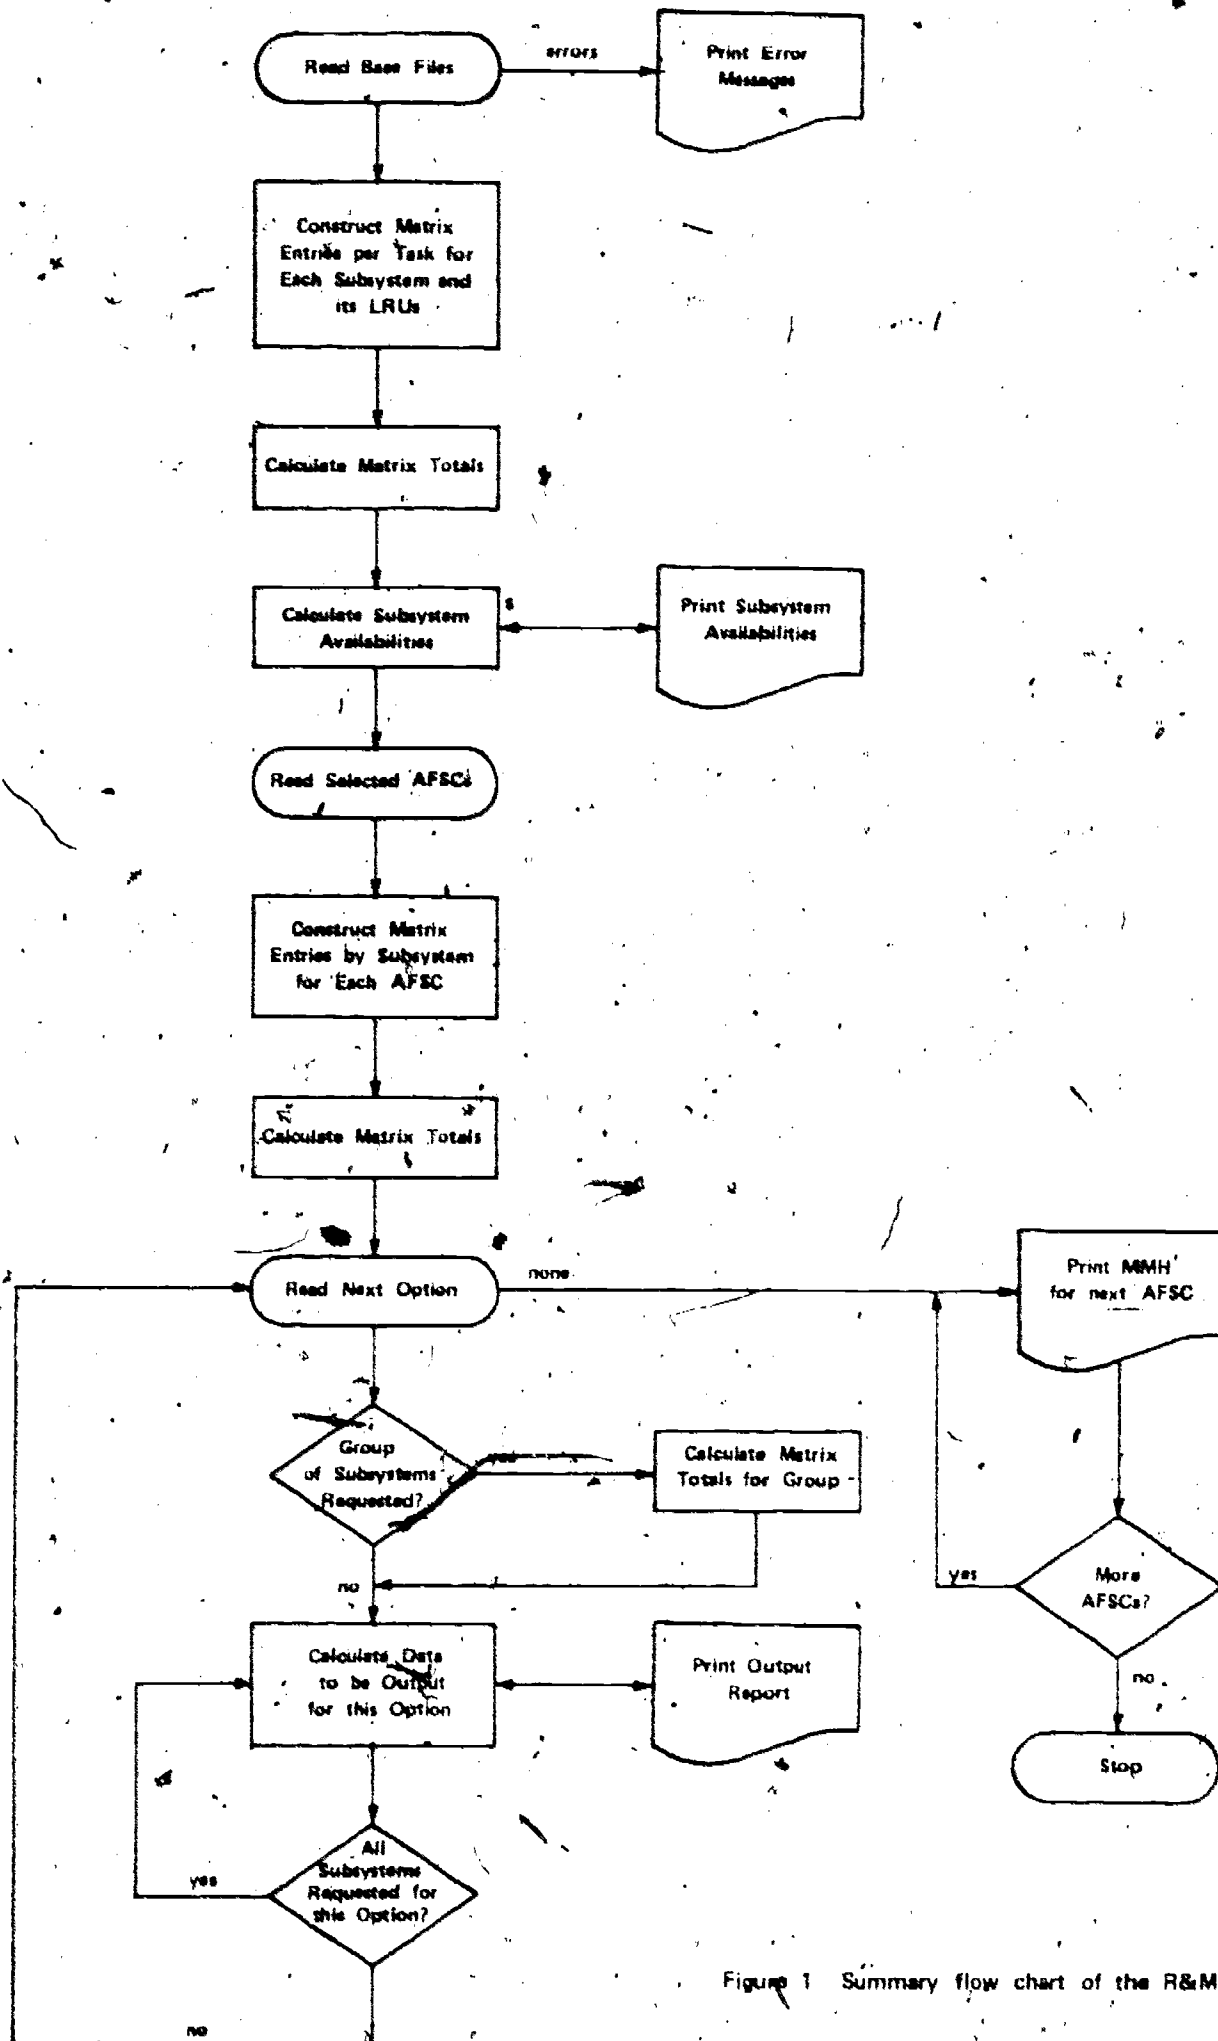 Read Base Files
errors
Print Error
Messages
Construct Matrix
Entries per Task for
Each Subsystem and
its LRUs
Calculate Matrix Totals
Calculate Subsystem
Availabilities
s
Print Subsystem
Availabilities
Read Selected AFSCs
Construct Matrix
Entries by Subsystem
for Each AFSC
Calculate Matrix Totals
Read Next Option
none
Print MMH
for next AFSC
Group
of Subsystems
Requested?
yes
Calculate Matrix
Totals for Group
no
More
AFSCs?
yes
no
Stop
Calculate Data
to be Output
for this Option
Print Output
Report
All
Subsystems
Requested for
this Option?
yes
no
Figure 1 Summary flow chart of the R&M